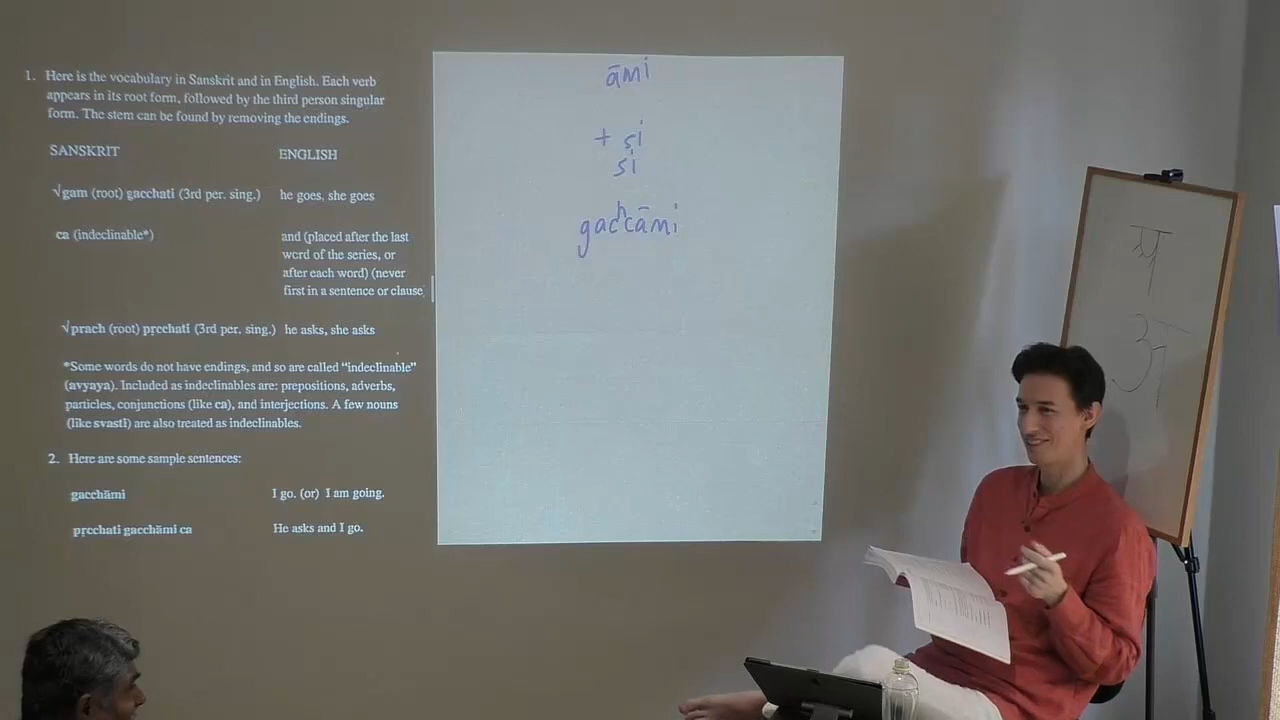 1. Here is the vocabulary in Sanskrit and in English. Each verb
appears in its root form, followed by the third person singular
form. The stem can be found by removing the endings.
SANSKRIT ENGLISH
√gam (root) gacchati (3rd per. sing.) he goes, she goes
ca (indeclinable*) and (placed after the last
word of the series, or
after each word) (never
first in a sentence or clause
√prach (root) pṛcchati (3rd per. sing.) he asks, she asks
*Some words do not have endings, and so are called "indeclinable"
(avyaya). Included as indeclinables are: prepositions, adverbs,
particles, conjunctions (like ca), and interjections. A few nouns
(like svasti) are also treated as indeclinables.
2. Here are some sample sentences:
gacchāmi I go. (or) I am going.
pṛcchati gacchāmi ca He asks and I go.
āmi
+ si
si
gacchāmi
अ